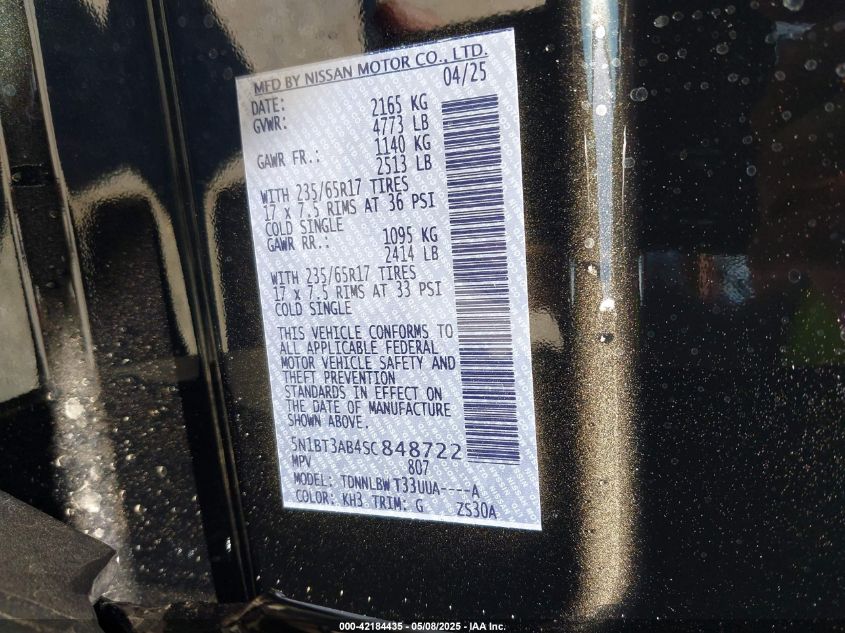 MFD BY NISSAN MOTOR CO., LTD.
DATE: 04/25
GVWR: 2165 KG
4773 LB
GAWR FR.: 1140 KG
2513 LB
WITH 235/65R17 TIRES
17 x 7.5 RIMS AT 36 PSI
COLD SINGLE
GAWR RR.: 1095 KG
2414 LB
WITH 235/65R17 TIRES
17 x 7.5 RIMS AT 33 PSI
COLD SINGLE
THIS VEHICLE CONFORMS TO
ALL APPLICABLE FEDERAL
MOTOR VEHICLE SAFETY AND
THEFT PREVENTION
STANDARDS IN EFFECT ON
THE DATE OF MANUFACTURE
SHOWN ABOVE.
5N1BT3AB4SC848722
MPV 807
MODEL: TDNNLBWT33UUA----A
COLOR: KH3 TRIM: G ZS30A
000-42184435 - 05/08/2025 - IAA Inc.